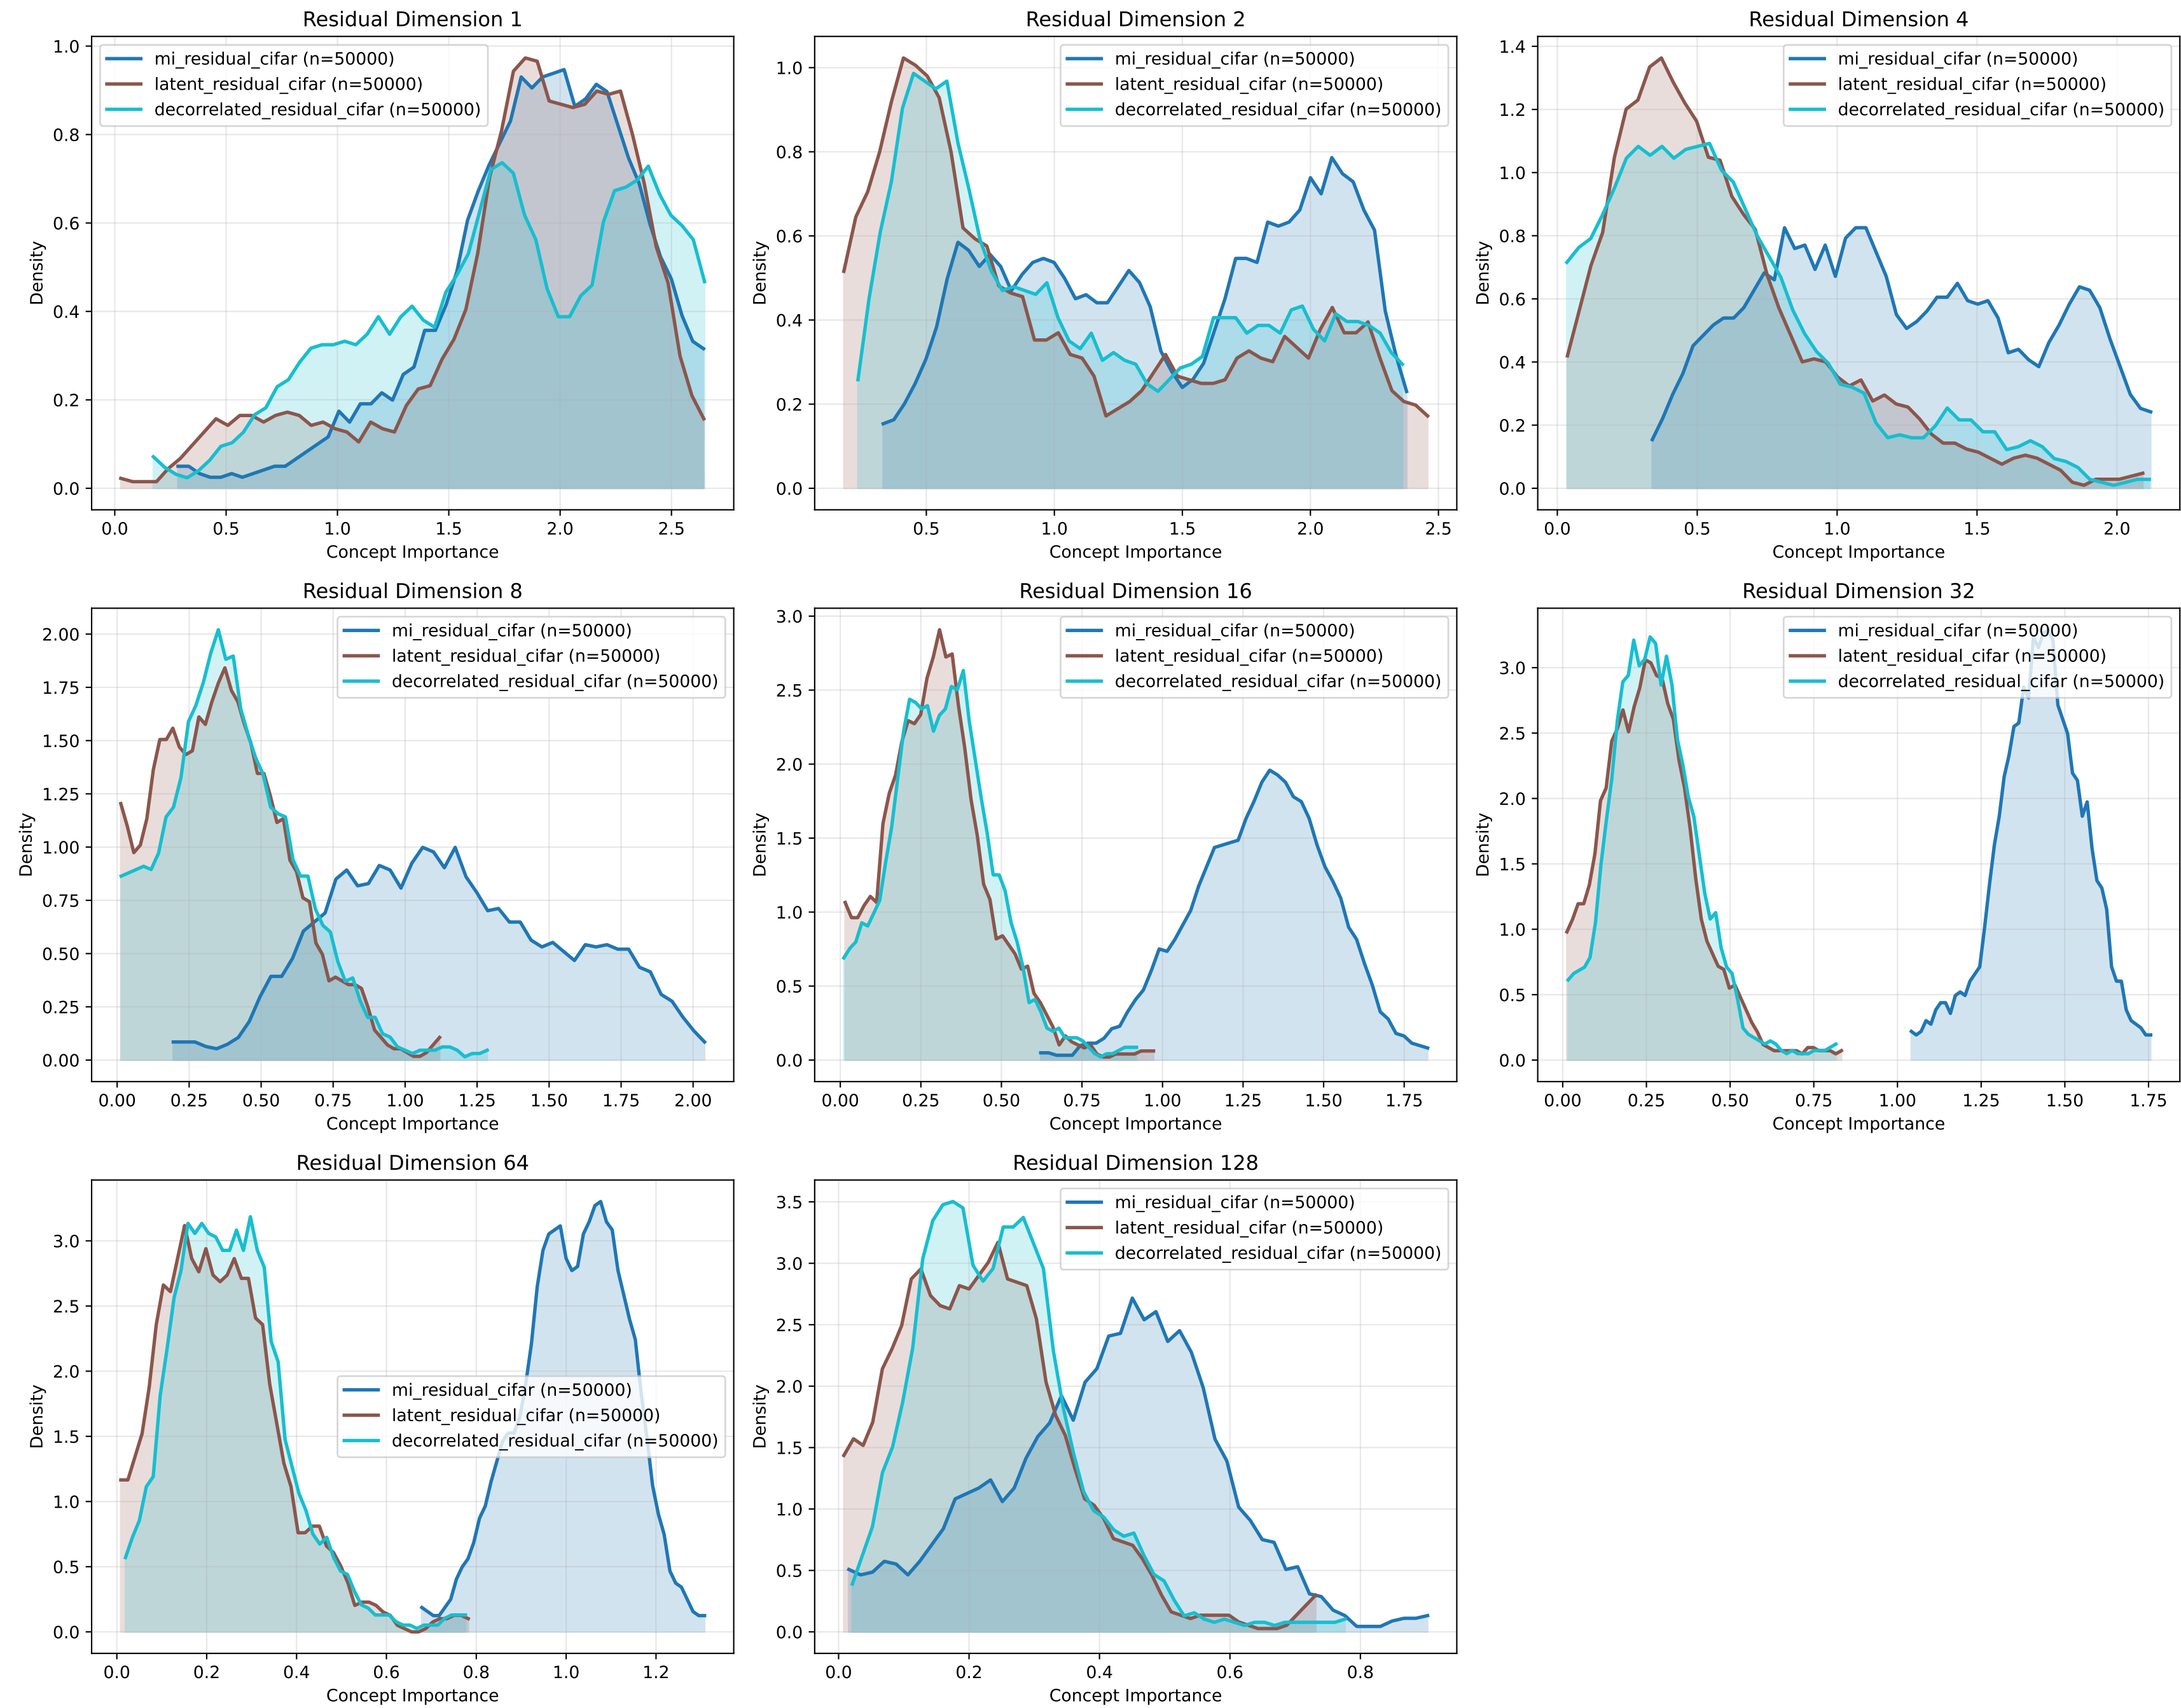 Residual Dimension 1
1.0
0.8
0.6
0.4
0.2
0.0
Density
mi_residual_cifar (n=50000)
latent_residual_cifar (n=50000)
decorrelated_residual_cifar (n=50000)
0.0 0.5 1.0 1.5 2.0 2.5
Concept Importance
Residual Dimension 2
1.0
0.8
0.6
0.4
0.2
0.0
Density
mi_residual_cifar (n=50000)
latent_residual_cifar (n=50000)
decorrelated_residual_cifar (n=50000)
0.5 1.0 1.5 2.0 2.5
Concept Importance
Residual Dimension 4
1.4
1.2
1.0
0.8
0.6
0.4
0.2
0.0
Density
mi_residual_cifar (n=50000)
latent_residual_cifar (n=50000)
decorrelated_residual_cifar (n=50000)
0.0 0.5 1.0 1.5 2.0
Concept Importance
Residual Dimension 8
2.00
1.75
1.50
1.25
1.00
0.75
0.50
0.25
0.00
Density
mi_residual_cifar (n=50000)
latent_residual_cifar (n=50000)
decorrelated_residual_cifar (n=50000)
0.00 0.25 0.50 0.75 1.00 1.25 1.50 1.75 2.00
Concept Importance
Residual Dimension 16
3.0
2.5
2.0
1.5
1.0
0.5
0.0
Density
mi_residual_cifar (n=50000)
latent_residual_cifar (n=50000)
decorrelated_residual_cifar (n=50000)
0.00 0.25 0.50 0.75 1.00 1.25 1.50 1.75
Concept Importance
Residual Dimension 32
3.0
2.5
2.0
1.5
1.0
0.5
0.0
Density
mi_residual_cifar (n=50000)
latent_residual_cifar (n=50000)
decorrelated_residual_cifar (n=50000)
0.00 0.25 0.50 0.75 1.00 1.25 1.50 1.75
Concept Importance
Residual Dimension 64
3.0
2.5
2.0
1.5
1.0
0.5
0.0
Density
mi_residual_cifar (n=50000)
latent_residual_cifar (n=50000)
decorrelated_residual_cifar (n=50000)
0.0 0.2 0.4 0.6 0.8 1.0 1.2
Concept Importance
Residual Dimension 128
3.5
3.0
2.5
2.0
1.5
1.0
0.5
0.0
Density
mi_residual_cifar (n=50000)
latent_residual_cifar (n=50000)
decorrelated_residual_cifar (n=50000)
0.0 0.2 0.4 0.6 0.8
Concept Importance